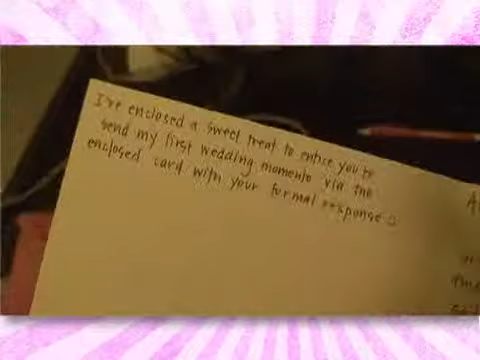 I've enclosed a sweet treat to entice you to
send my first wedding momento via the
enclosed card with your formal response